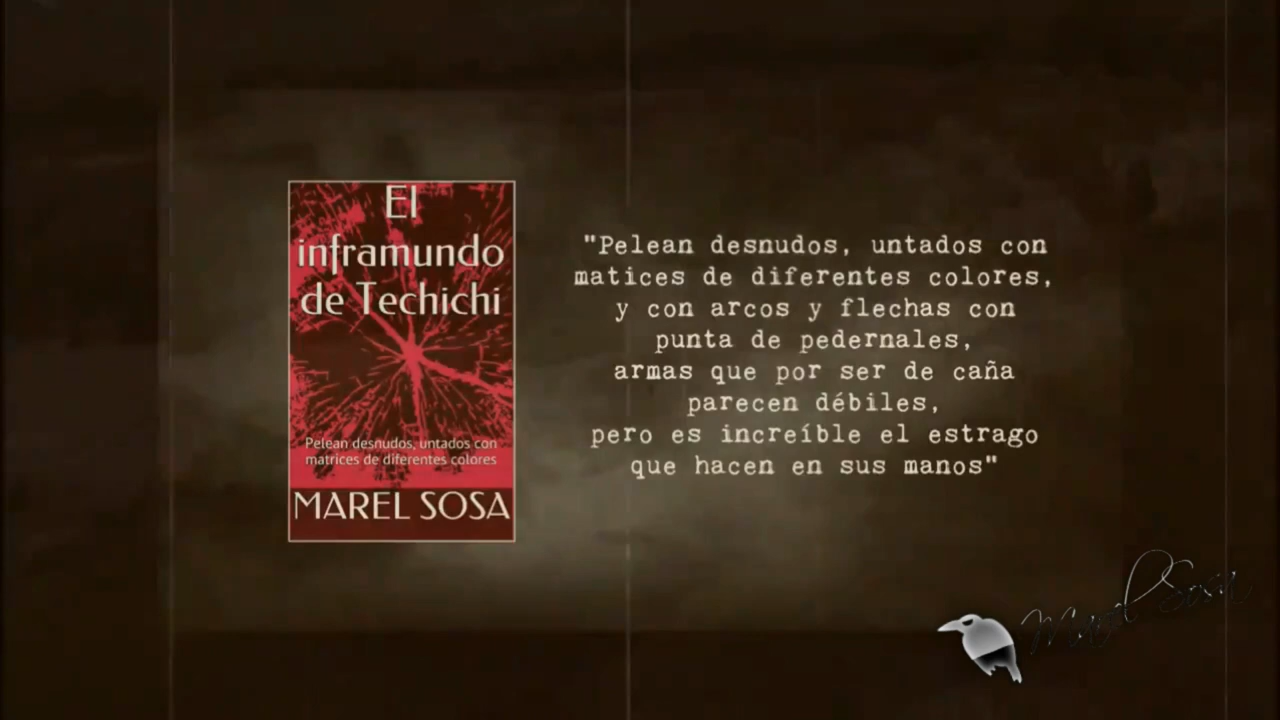 El
inframundo
de Techichi
Pelean desnudos, untados con
matrices de diferentes colores
MAREL SOSA
"Pelean desnudos, untados con
matices de diferentes colores,
y con arcos y flechas con
punta de pedernales,
armas que por ser de caña
parecen débiles,
pero es increíble el estrago
que hacen en sus manos"
Marel Sosa